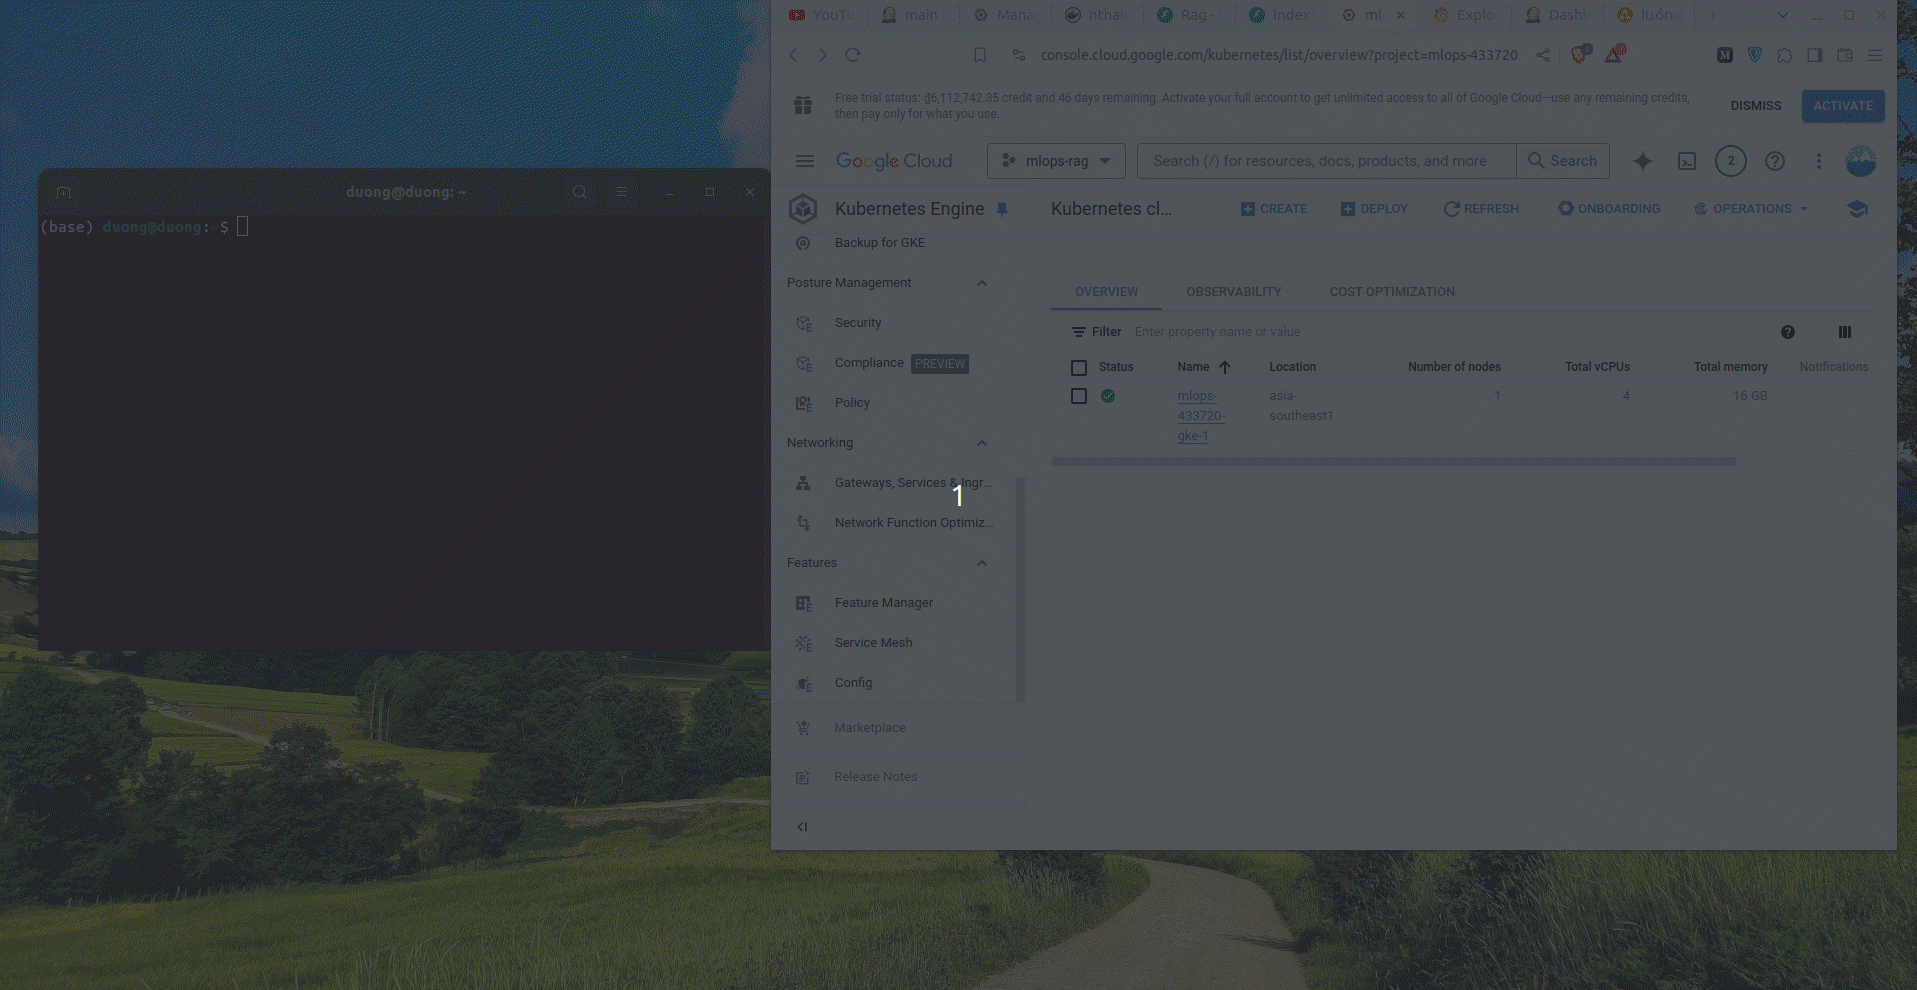 duong@duong: ~
(base) duong@duong:~$
YouTu
main
Mana
nthai
Rag -
Index
ml
Explo
Dashb
luồng
console.cloud.google.com/kubernetes/list/overview?project=mlops-433720
Free trial status: ₫6,112,742.35 credit and 46 days remaining. Activate your full account to get unlimited access to all of Google Cloud—use any remaining credits,
then pay only for what you use.
DISMISS
ACTIVATE
Google Cloud
mlops-rag
Search (/) for resources, docs, products, and more
Search
2
Kubernetes Engine
Kubernetes cl...
CREATE
DEPLOY
REFRESH
ONBOARDING
OPERATIONS
Backup for GKE
Posture Management
Security
Compliance PREVIEW
Policy
Networking
Gateways, Services & Ingr...
Network Function Optimiz...
Features
Feature Manager
Service Mesh
Config
Marketplace
Release Notes
1
OVERVIEW
OBSERVABILITY
COST OPTIMIZATION
Filter Enter property name or value
Status Name Location Number of nodes Total vCPUs Total memory Notifications
mlops-
433720-
gke-1
asia-
southeast1
1
4
16 GB